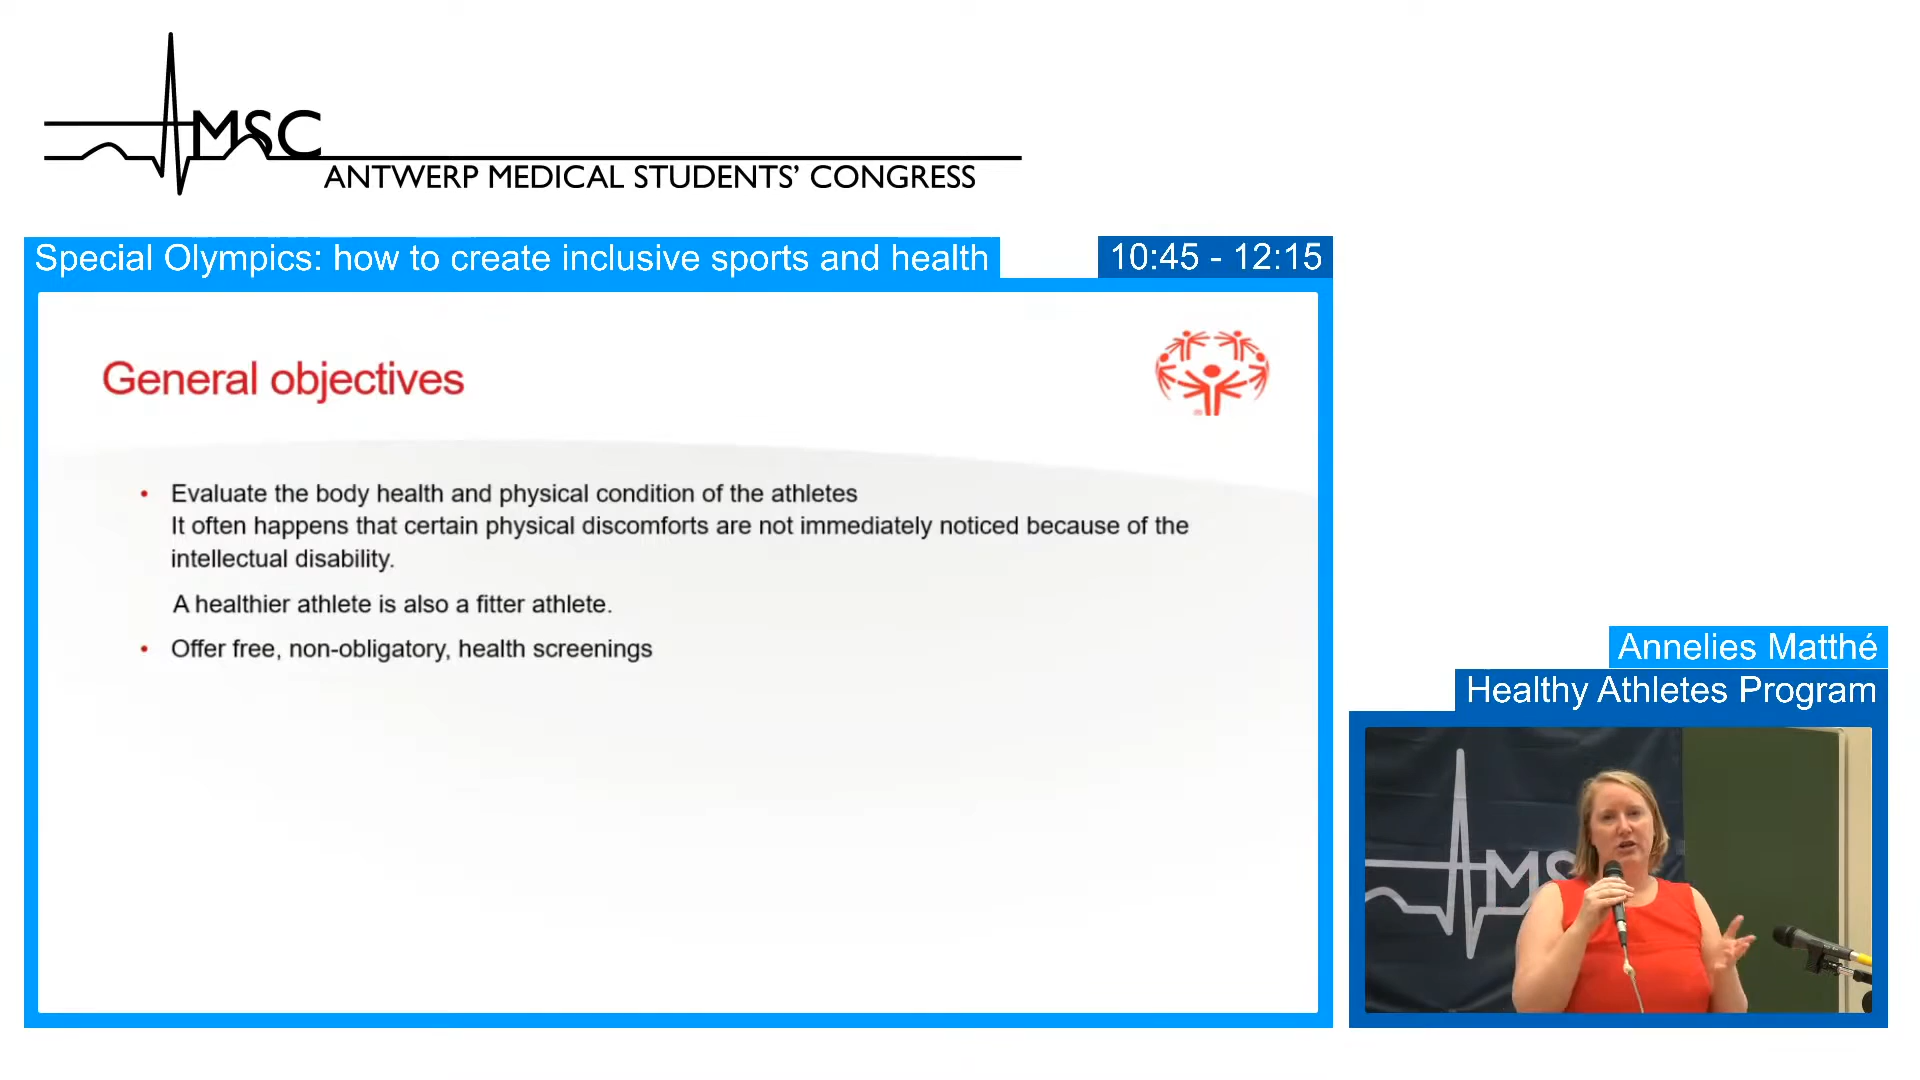 AMSC
ANTWERP MEDICAL STUDENTS’ CONGRESS
Special Olympics: how to create inclusive sports and health
10:45 - 12:15
General objectives
• Evaluate the body health and physical condition of the athletes
It often happens that certain physical discomforts are not immediately noticed because of the
intellectual disability.
A healthier athlete is also a fitter athlete.
• Offer free, non-obligatory, health screenings
Annelies Matthé
Healthy Athletes Program
AMSC